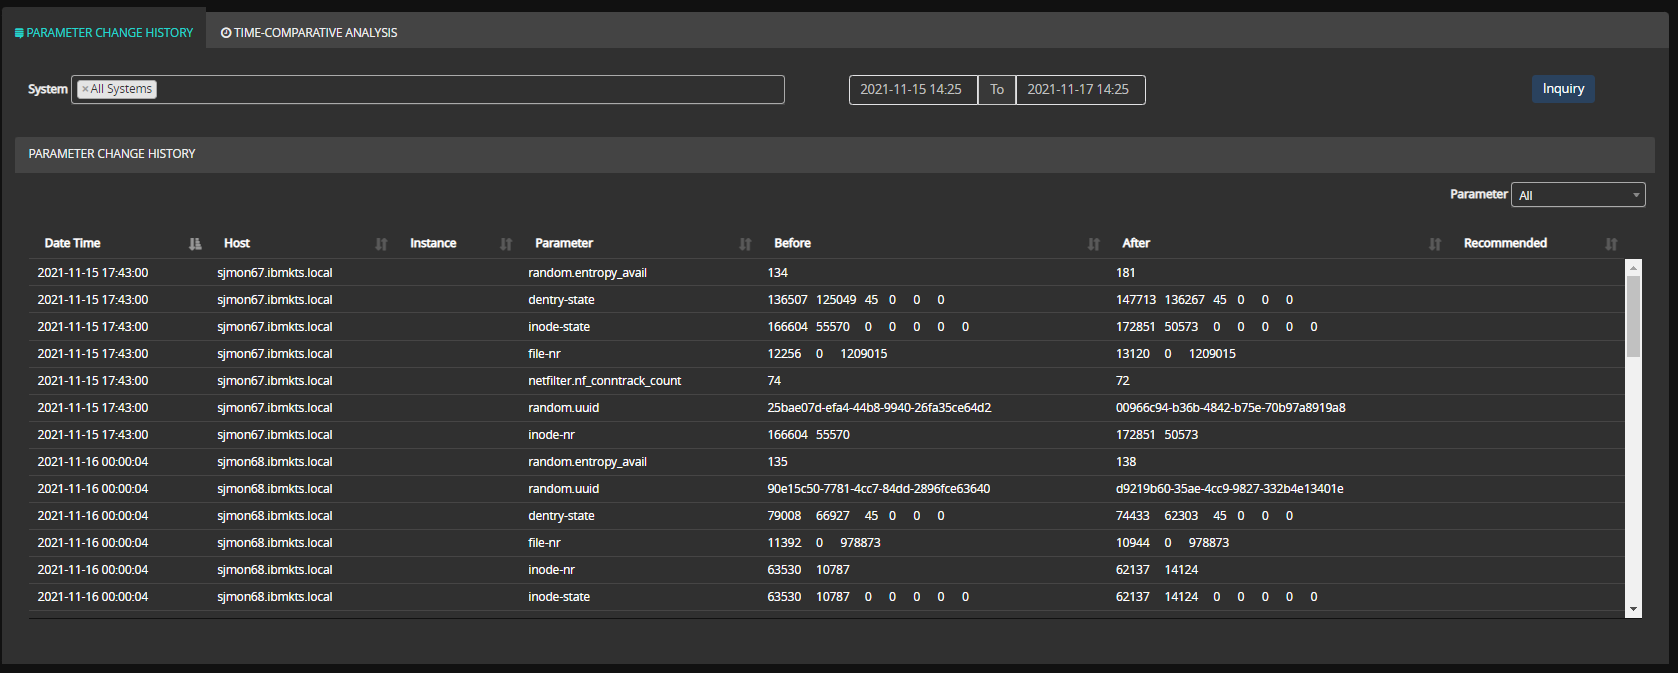 PARAMETER CHANGE HISTORY TIME-COMPARATIVE ANALYSIS
System ×All Systems 2021-11-15 14:25 To 2021-11-17 14:25 Inquiry
PARAMETER CHANGE HISTORY
Parameter All
Date Time Host Instance Parameter Before After Recommended
2021-11-15 17:43:00 sjmon67.ibmkts.local random.entropy_avail 134 181
2021-11-15 17:43:00 sjmon67.ibmkts.local dentry-state 136507 125049 45 0 0 0 147713 136267 45 0 0 0
2021-11-15 17:43:00 sjmon67.ibmkts.local inode-state 166604 55570 0 0 0 0 0 172851 50573 0 0 0 0 0
2021-11-15 17:43:00 sjmon67.ibmkts.local file-nr 12256 0 1209015 13120 0 1209015
2021-11-15 17:43:00 sjmon67.ibmkts.local netfilter.nf_conntrack_count 74 72
2021-11-15 17:43:00 sjmon67.ibmkts.local random.uuid 25bae07d-efa4-44b8-9940-26fa35ce64d2 00966c94-b36b-4842-b75e-70b97a8919a8
2021-11-15 17:43:00 sjmon67.ibmkts.local inode-nr 166604 55570 172851 50573
2021-11-16 00:00:04 sjmon68.ibmkts.local random.entropy_avail 135 138
2021-11-16 00:00:04 sjmon68.ibmkts.local random.uuid 90e15c50-7781-4cc7-84dd-2896fce63640 d9219b60-35ae-4cc9-9827-332b4e13401e
2021-11-16 00:00:04 sjmon68.ibmkts.local dentry-state 79008 66927 45 0 0 0 74433 62303 45 0 0 0
2021-11-16 00:00:04 sjmon68.ibmkts.local file-nr 11392 0 978873 10944 0 978873
2021-11-16 00:00:04 sjmon68.ibmkts.local inode-nr 63530 10787 62137 14124
2021-11-16 00:00:04 sjmon68.ibmkts.local inode-state 63530 10787 0 0 0 0 0 62137 14124 0 0 0 0 0